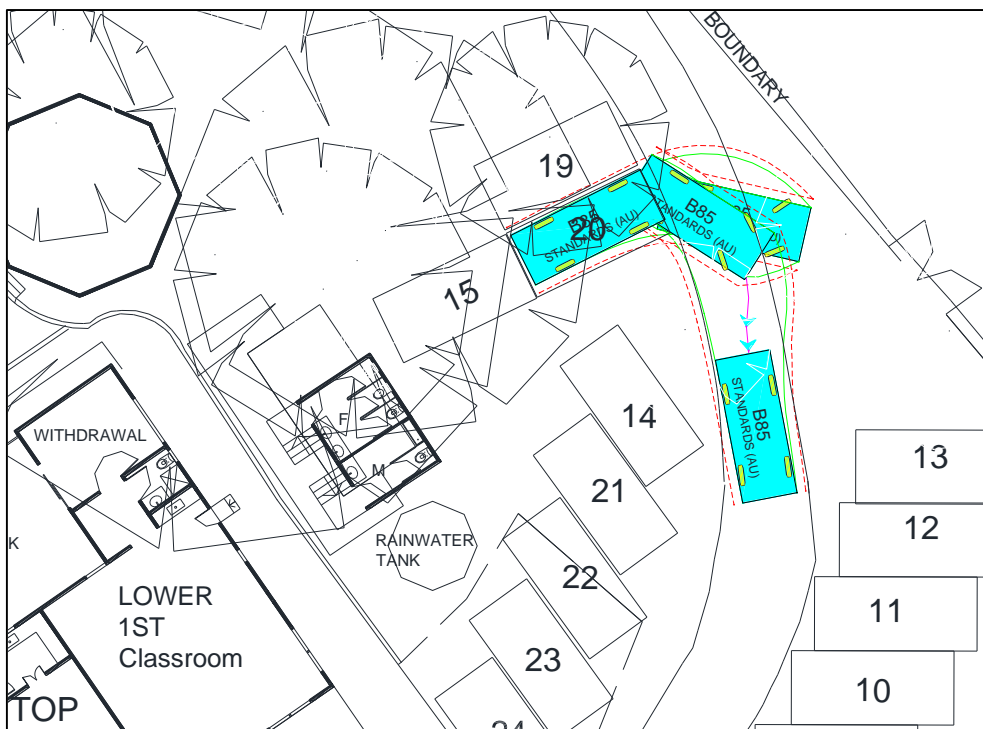 BOUNDARY
19
B85
STANDARDS (AU)
20
B85
STANDARDS (AU)
15
B85
STANDARDS (AU)
14
F
M
WITHDRAWAL
13
21
12
RAINWATER
TANK
K
22
11
LOWER
1ST
Classroom
23
10
TOP
24